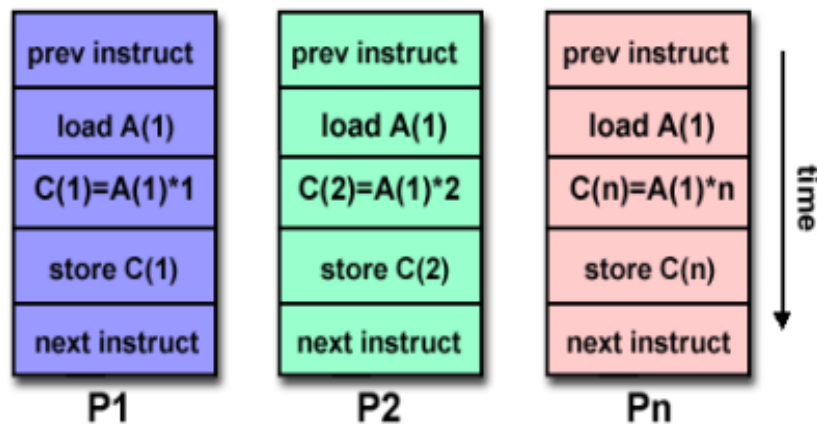 prev instruct
load A(1)
C(1)=A(1)*1
store C(1)
next instruct
P1
prev instruct
load A(1)
C(2)=A(1)*2
store C(2)
next instruct
P2
prev instruct
load A(1)
C(n)=A(1)*n
store C(n)
next instruct
Pn
time